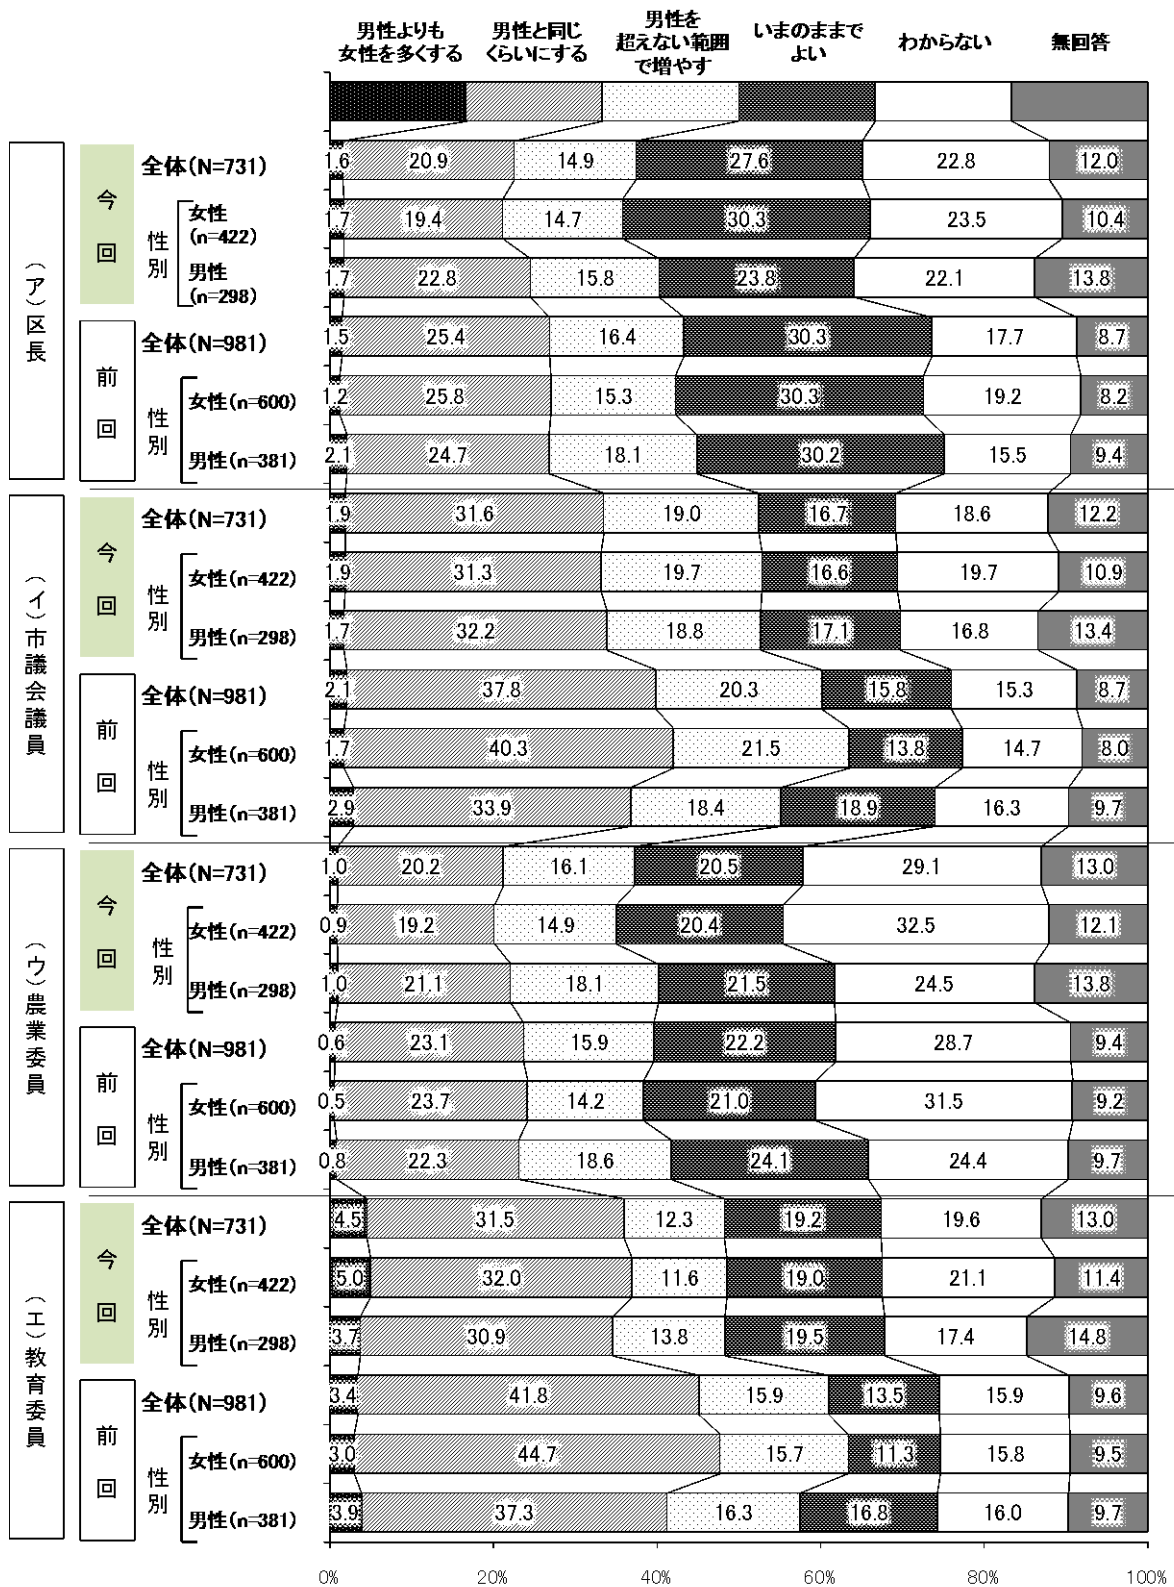 男性よりも
女性を多くする
男性と同じ
くらいにする
男性を
超えない範囲
で増やす
いまのままで
よい
わからない
無回答
(ア)区長
今回
全体(N=731)
1.6 20.9 14.9 27.6 22.8 12.0
性別
女性
(n=422)
1.7 19.4 14.7 30.3 23.5 10.4
男性
(n=298)
1.7 22.8 15.8 23.8 22.1 13.8
前回
全体(N=981)
1.5 25.4 16.4 30.3 17.7 8.7
性別
女性(n=600)
1.2 25.8 15.3 30.3 19.2 8.2
男性(n=381)
2.1 24.7 18.1 30.2 15.5 9.4
(イ)市議会議員
今回
全体(N=731)
1.9 31.6 19.0 16.7 18.6 12.2
性別
女性(n=422)
1.9 31.3 19.7 16.6 19.7 10.9
男性(n=298)
1.7 32.2 18.8 17.1 16.8 13.4
前回
全体(N=981)
2.1 37.8 20.3 15.8 15.3 8.7
性別
女性(n=600)
1.7 40.3 21.5 13.8 14.7 8.0
男性(n=381)
2.9 33.9 18.4 18.9 16.3 9.7
(ウ)農業委員
今回
全体(N=731)
1.0 20.2 16.1 20.5 29.1 13.0
性別
女性(n=422)
0.9 19.2 14.9 20.4 32.5 12.1
男性(n=298)
1.0 21.1 18.1 21.5 24.5 13.8
前回
全体(N=981)
0.6 23.1 15.9 22.2 28.7 9.4
性別
女性(n=600)
0.5 23.7 14.2 21.0 31.5 9.2
男性(n=381)
0.8 22.3 18.6 24.1 24.4 9.7
(エ)教育委員
今回
全体(N=731)
4.5 31.5 12.3 19.2 19.6 13.0
性別
女性(n=422)
5.0 32.0 11.6 19.0 21.1 11.4
男性(n=298)
3.7 30.9 13.8 19.5 17.4 14.8
前回
全体(N=981)
3.4 41.8 15.9 13.5 15.9 9.6
性別
女性(n=600)
3.0 44.7 15.7 11.3 15.8 9.5
男性(n=381)
3.9 37.3 16.3 16.8 16.0 9.7
0% 20% 40% 60% 80% 100%